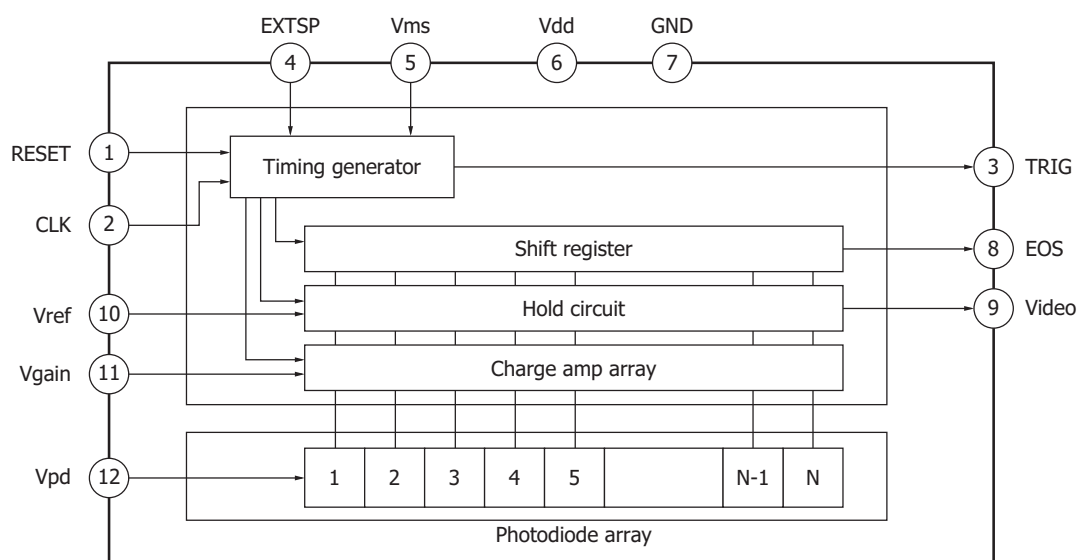 EXTSP Vms Vdd GND
4 5 6 7
RESET 1 Timing generator 3 TRIG
CLK 2
Shift register 8 EOS
Vref 10 Hold circuit 9 Video
Vgain 11 Charge amp array
Vpd 12 1 2 3 4 5 N-1 N
Photodiode array